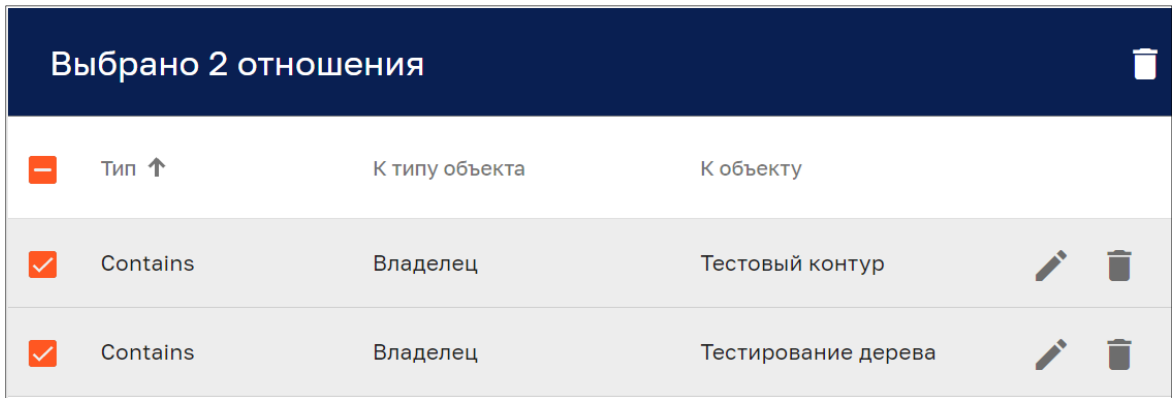 Выбрано 2 отношения
Тип К типу объекта К объекту
Contains Владелец Тестовый контур
Contains Владелец Тестирование дерева